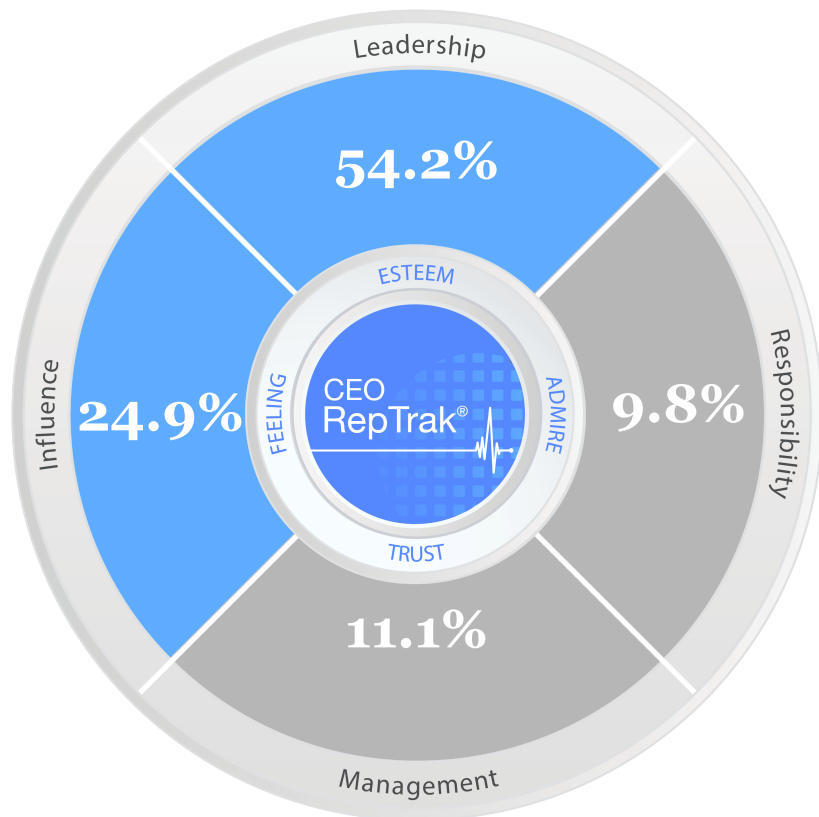 Leadership
54.2%
ESTEEM
Influence
24.9%
FEELING
CEO
RepTrak®
ADMIRE
9.8%
Responsibility
TRUST
11.1%
Management